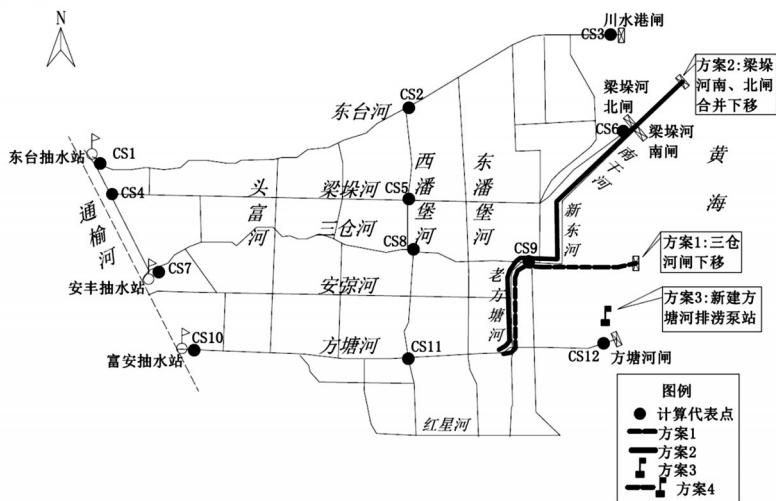 N
川水港闸
CS3
方案2:梁垛
河南、北闸
合并下移
CS2
东台河
梁垛河
北闸
CS6
梁垛河
南闸
东台抽水站
CS1
CS4
西潘堡河
东潘堡河
南干河
黄海
头富河
梁垛河
CS5
通榆河
三仓河
CS8
新东河
CS9
方案1:三仓
河闸下移
CS7
安丰抽水站
安弶河
老方塘河
方案3:新建方
塘河排涝泵站
富安抽水站
CS10
方塘河
CS11
CS12
方塘河闸
红星河
图例
计算代表点
方案1
方案2
方案3
方案4